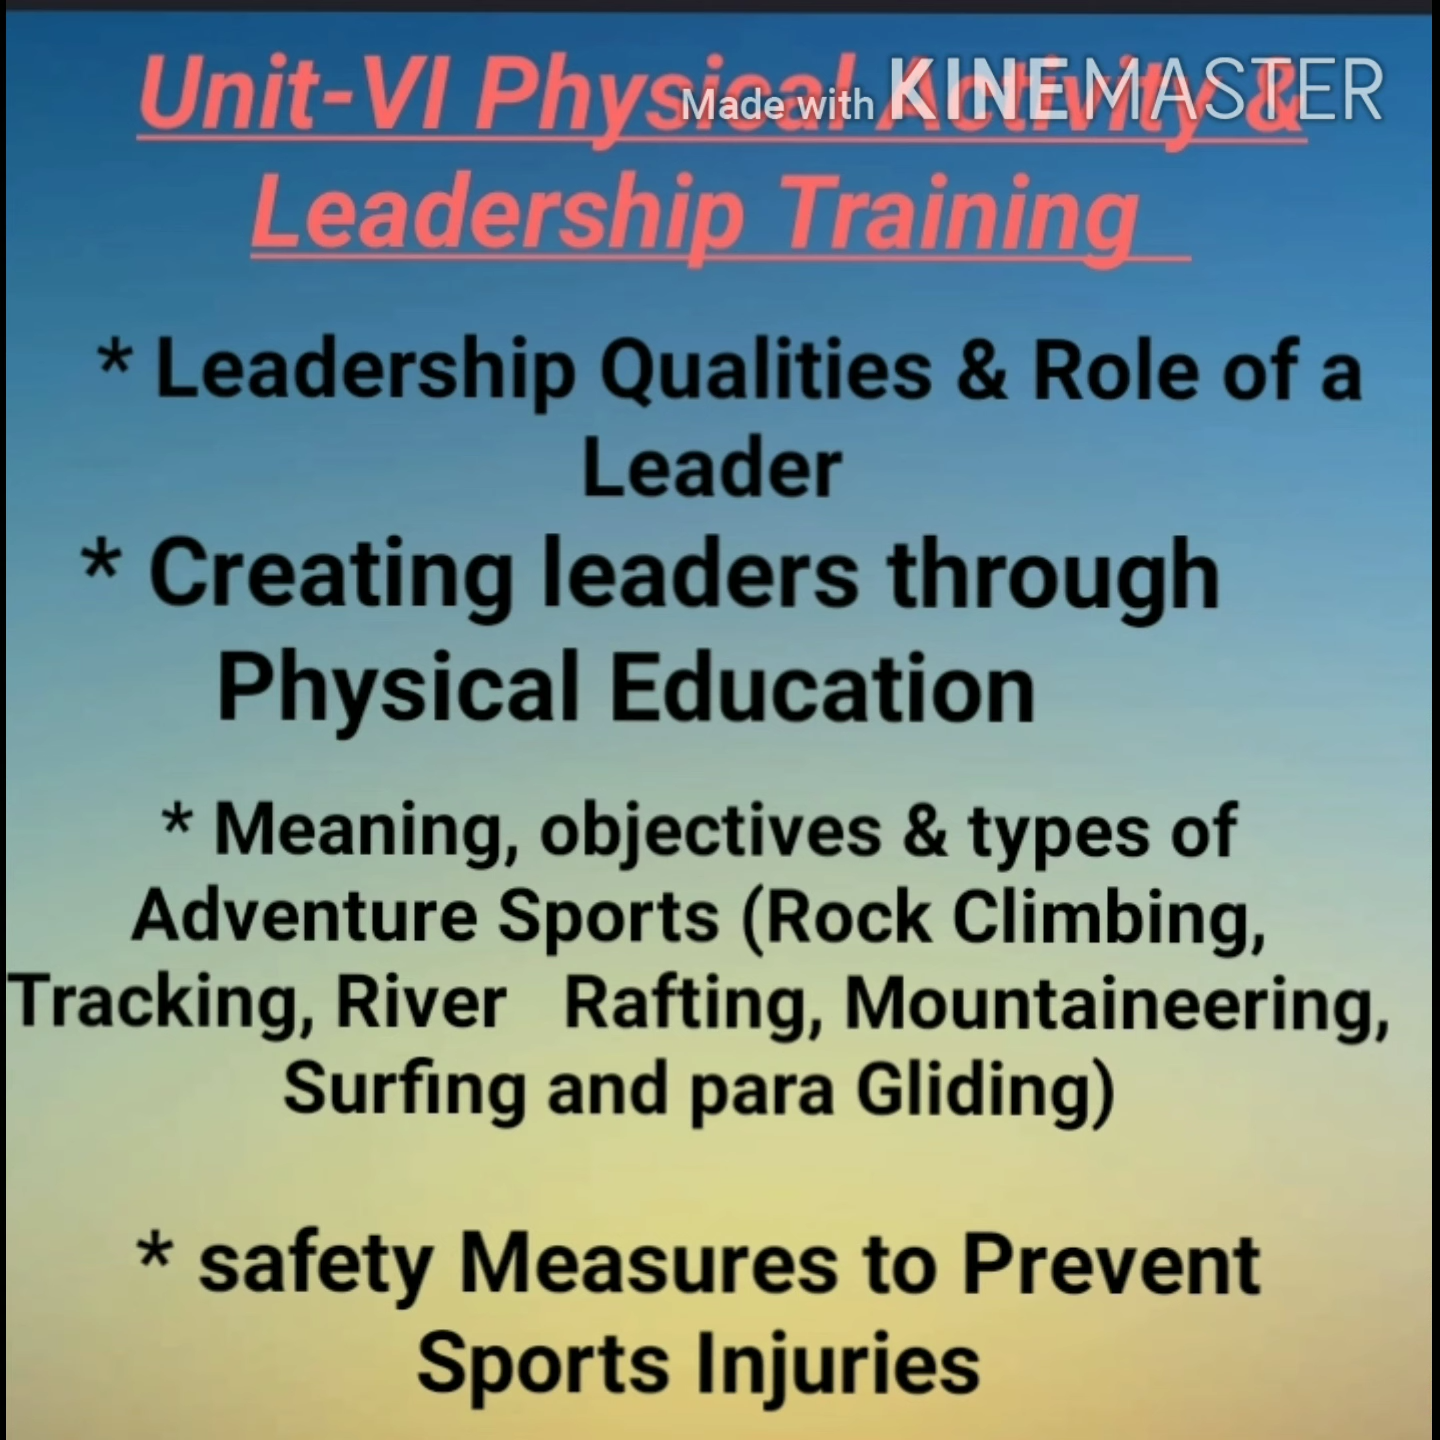 Unit-VI Physical Activity &
Made with KINEMASTER
Leadership Training
* Leadership Qualities & Role of a
Leader
* Creating leaders through
Physical Education
* Meaning, objectives & types of
Adventure Sports (Rock Climbing,
Tracking, River Rafting, Mountaineering,
Surfing and para Gliding)
* safety Measures to Prevent
Sports Injuries